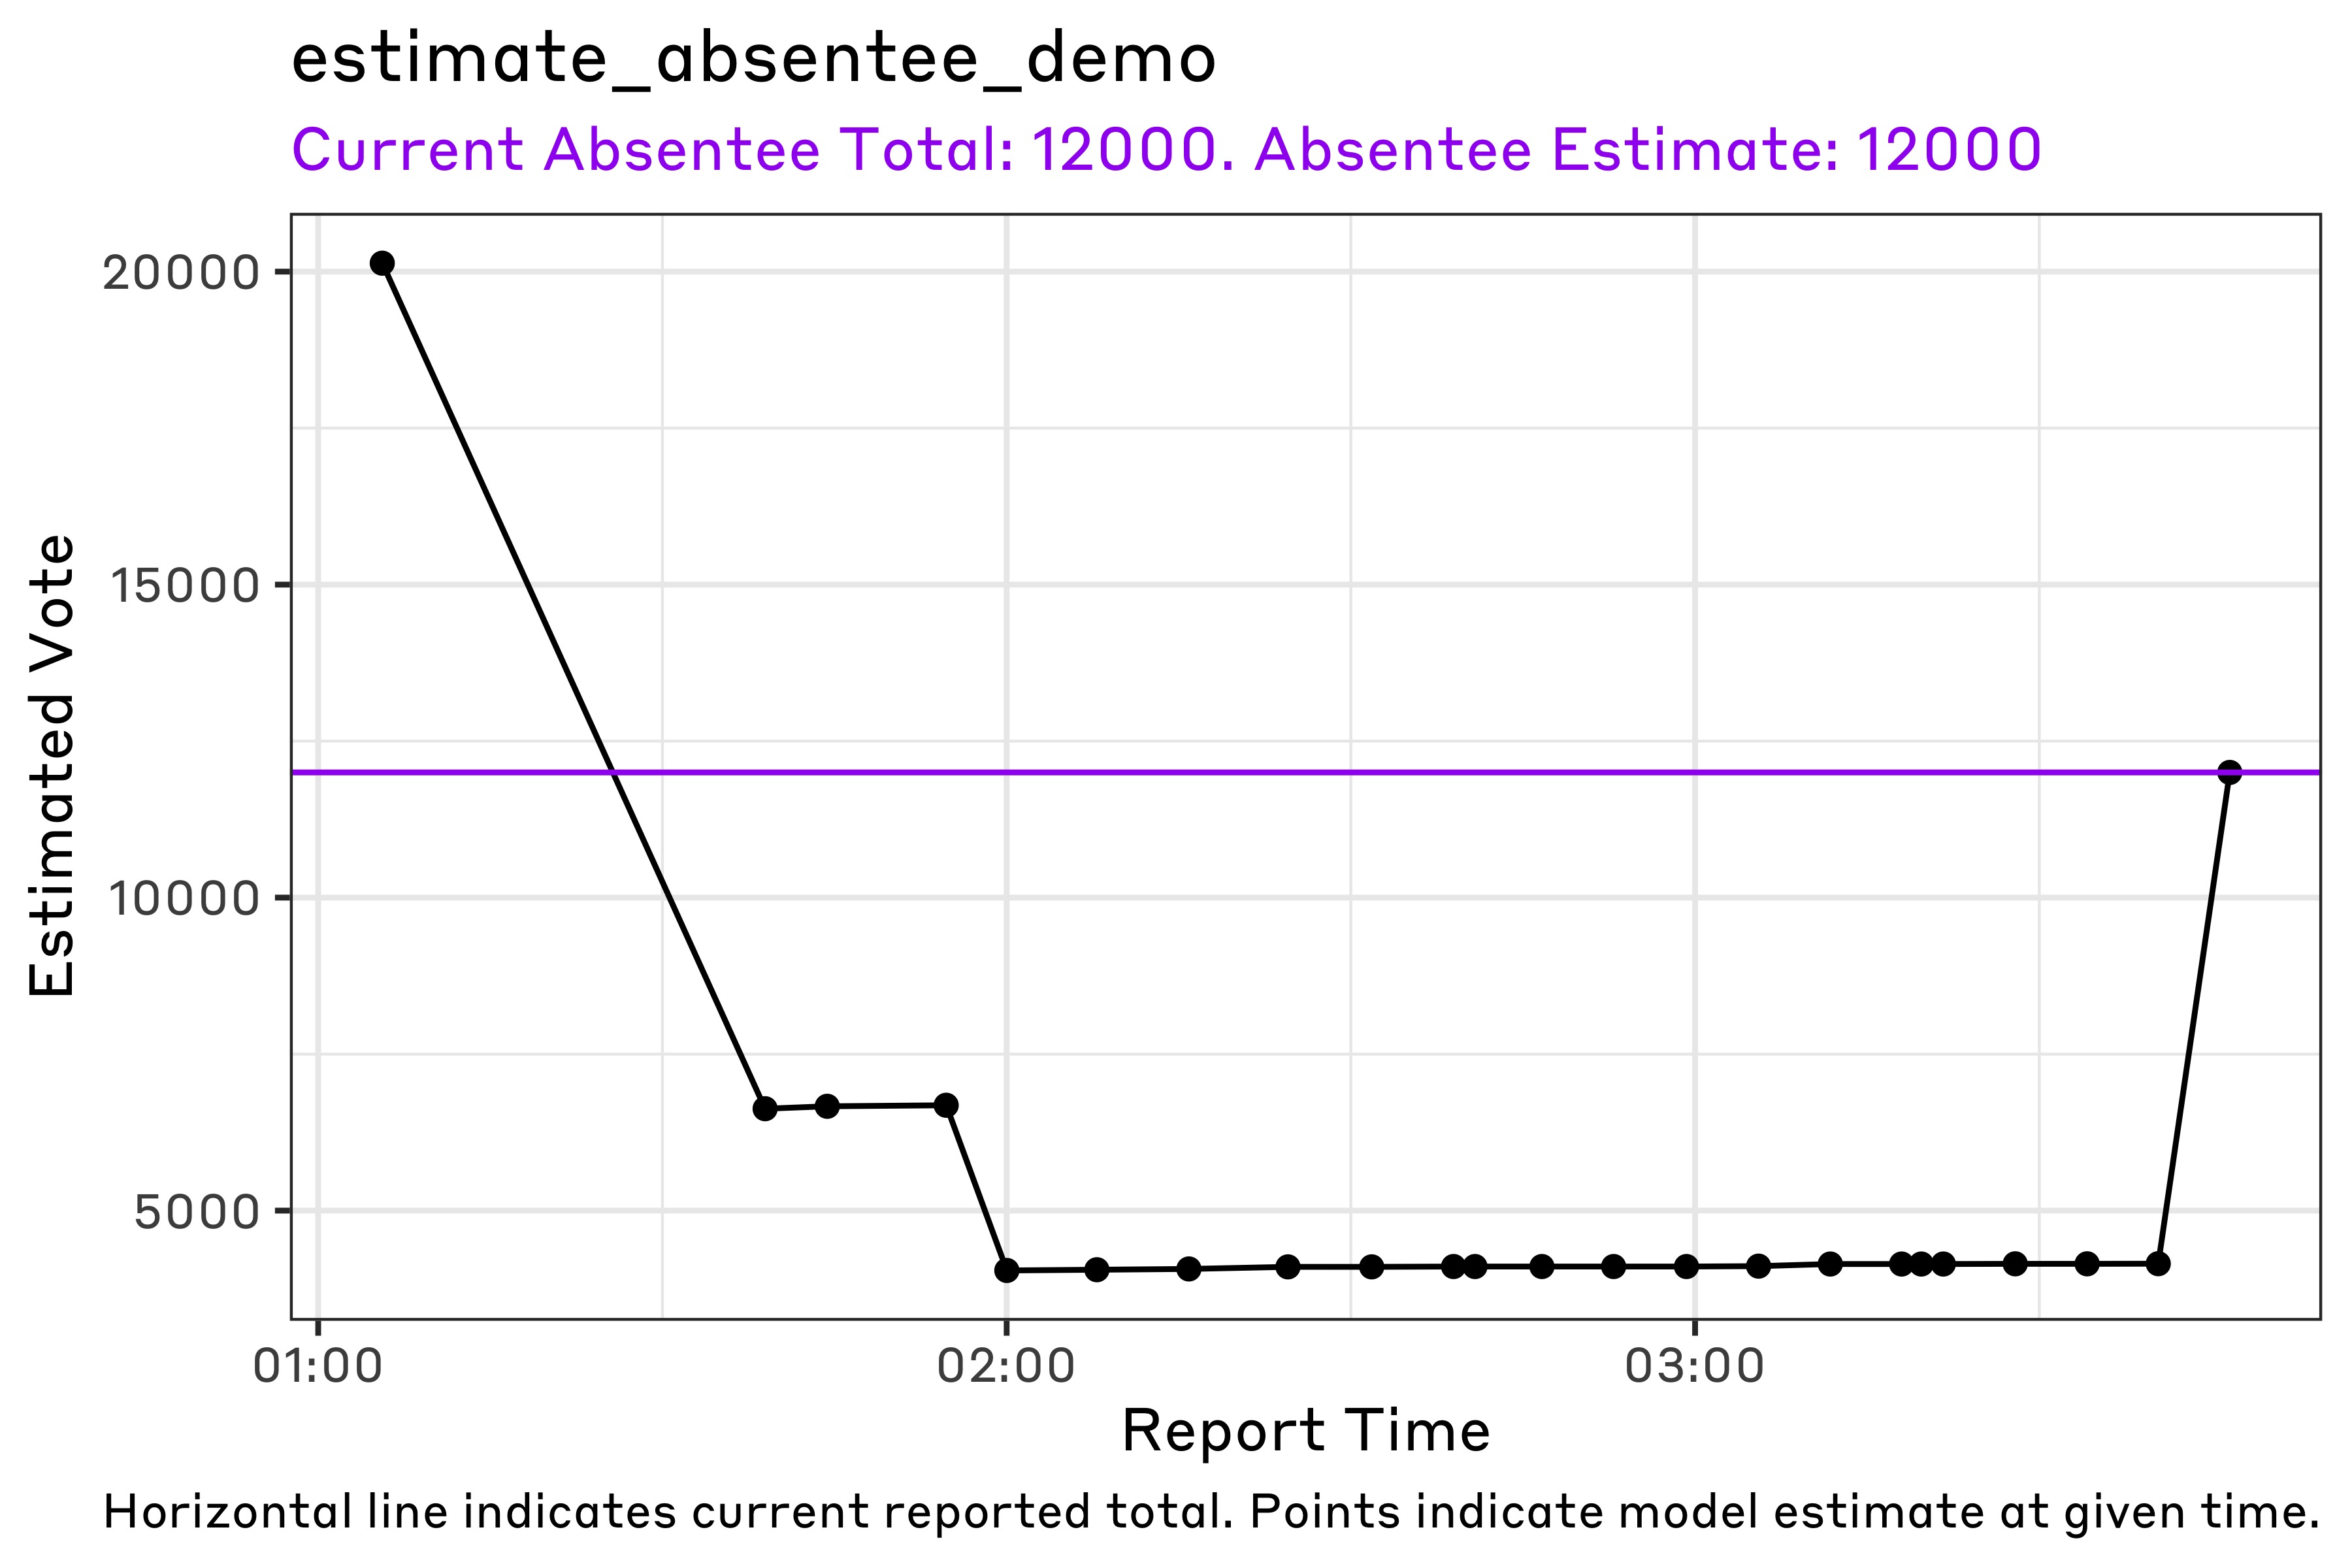 estimate_absentee_demo
Current Absentee Total: 12000. Absentee Estimate: 12000
Estimated Vote
20000
15000
10000
5000
01:00 02:00 03:00
Report Time
Horizontal line indicates current reported total. Points indicate model estimate at given time.